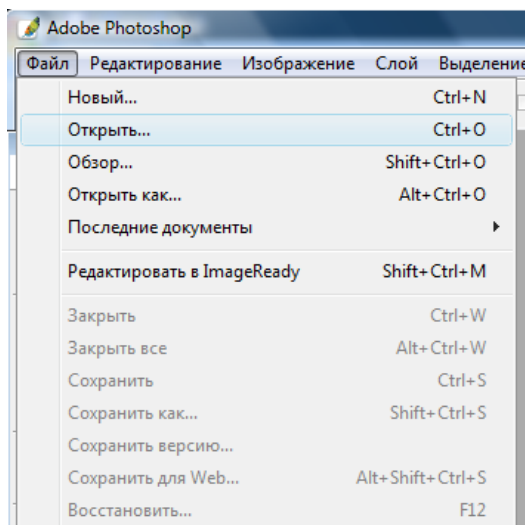 Adobe Photoshop
Файл Редактирование Изображение Слой Выделение
Новый... Ctrl+N
Открыть... Ctrl+O
Обзор... Shift+Ctrl+O
Открыть как... Alt+Ctrl+O
Последние документы
Редактировать в ImageReady Shift+Ctrl+M
Закрыть Ctrl+W
Закрыть все Alt+Ctrl+W
Сохранить Ctrl+S
Сохранить как... Shift+Ctrl+S
Сохранить версию...
Сохранить для Web... Alt+Shift+Ctrl+S
Восстановить... F12